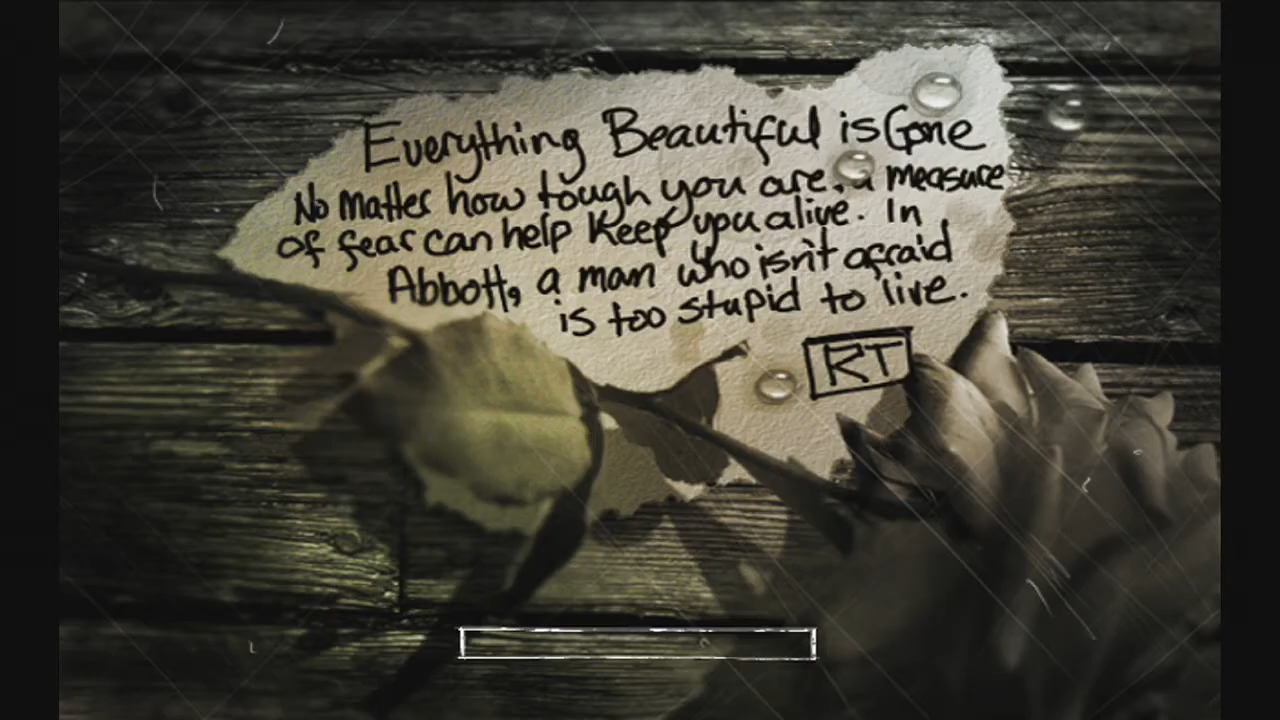 Everything Beautiful is Gone
No matter how tough you are, a measure
of fear can help keep you alive. In
Abbott, a man who isn't afraid
is too stupid to live.
RT